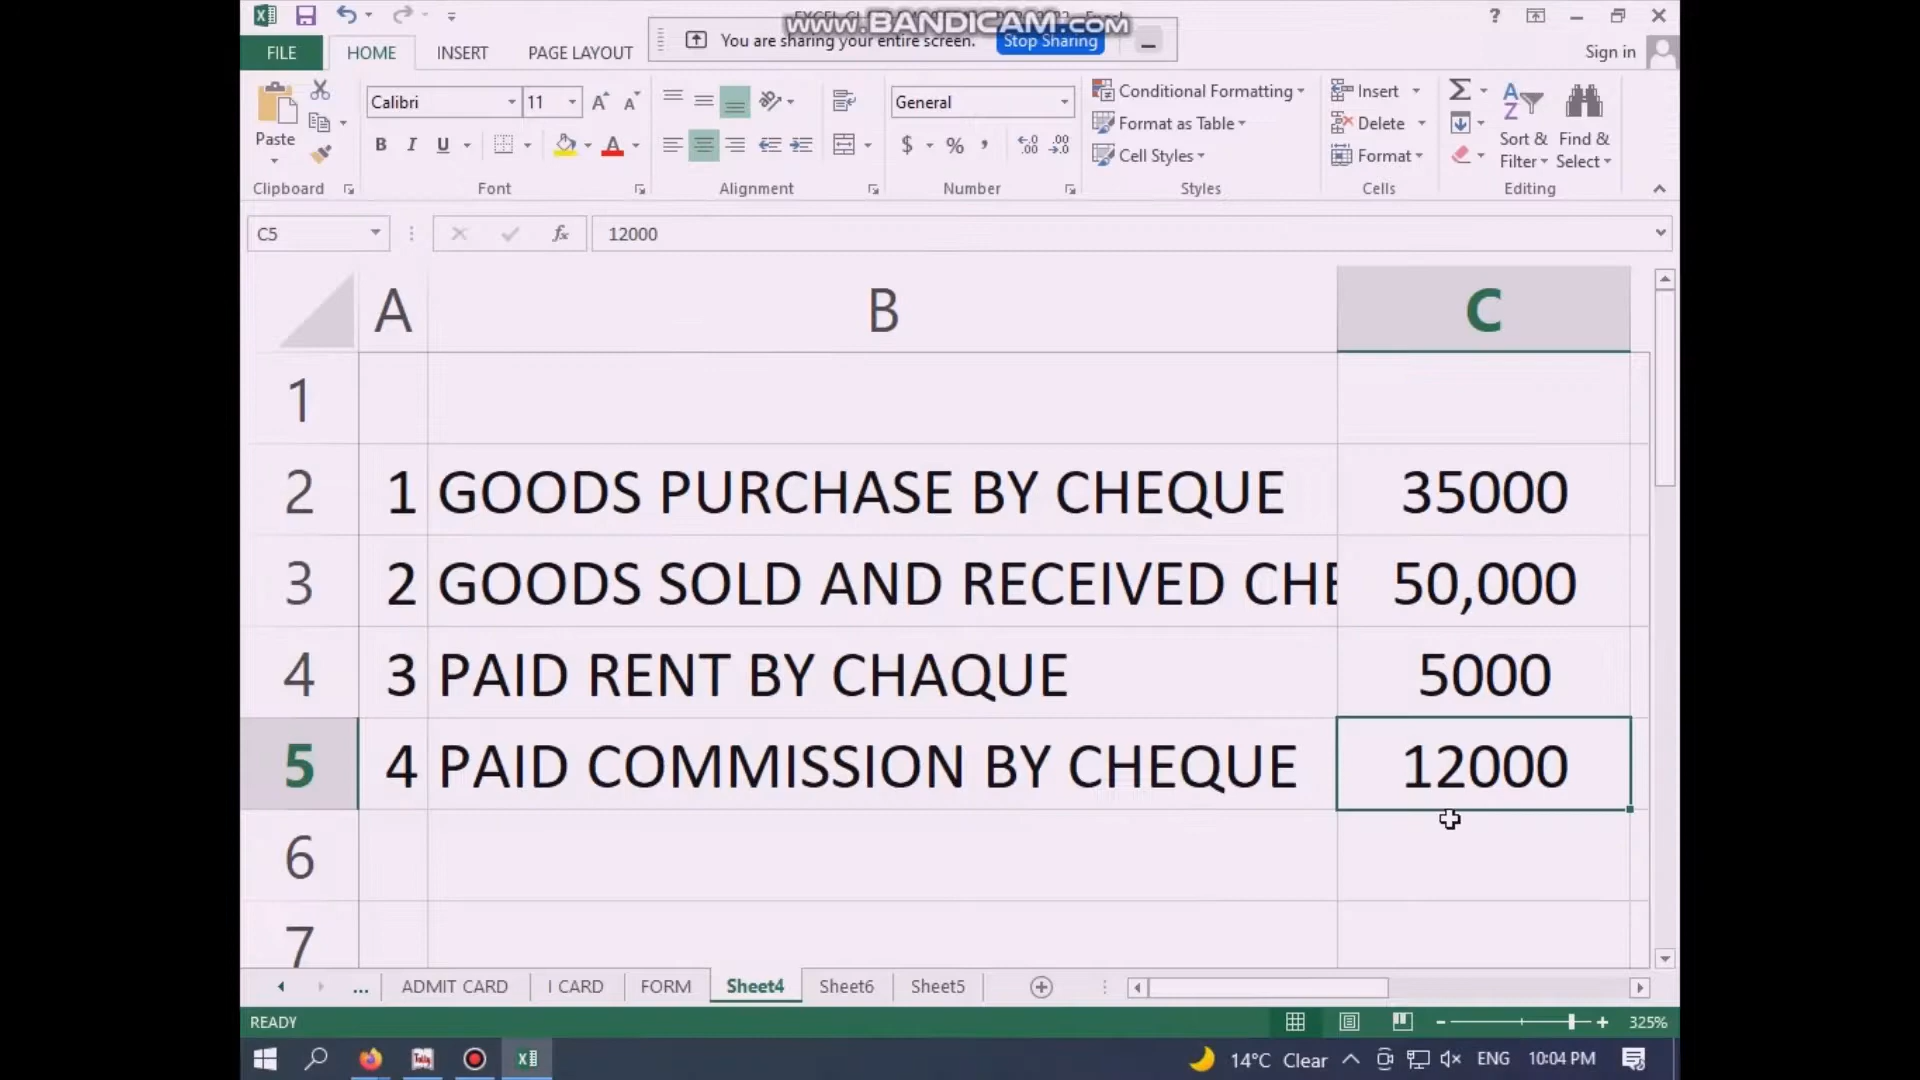 www.BANDICAM.com
You are sharing your entire screen. Stop Sharing
Sign in
FILE HOME INSERT PAGE LAYOUT
Paste
Calibri 11
B I U
General
$ % ,
Conditional Formatting
Format as Table
Cell Styles
Insert
Delete
Format
Sort & Filter
Find & Select
Clipboard Font Alignment Number Styles Cells Editing
C5 fx 12000
A B C
1
2 1 GOODS PURCHASE BY CHEQUE 35000
3 2 GOODS SOLD AND RECEIVED CHE 50,000
4 3 PAID RENT BY CHAQUE 5000
5 4 PAID COMMISSION BY CHEQUE 12000
6
7
... ADMIT CARD I CARD FORM Sheet4 Sheet6 Sheet5
READY 325%
Tally 14°C Clear ENG 10:04 PM